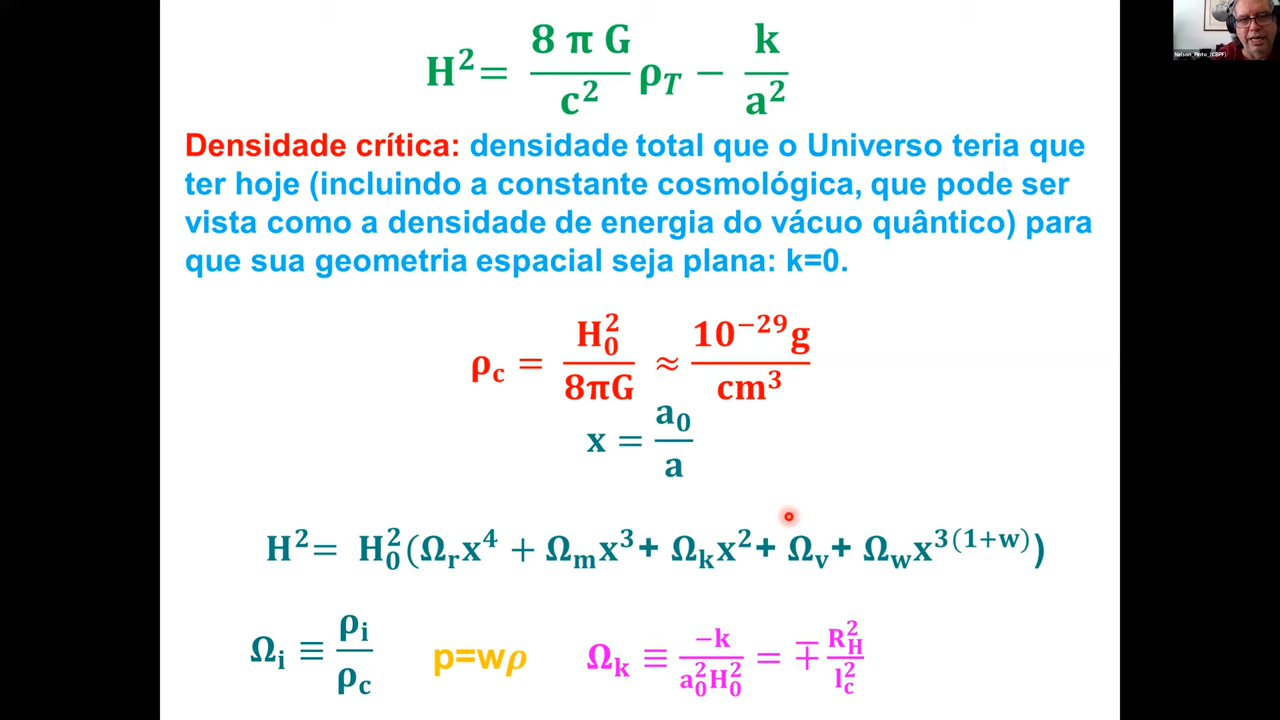 Nelson_Pinto_(CBPF)
H²= 8 π G / c² ρ_T − k / a²
Densidade crítica: densidade total que o Universo teria que
ter hoje (incluindo a constante cosmológica, que pode ser
vista como a densidade de energia do vácuo quântico) para
que sua geometria espacial seja plana: k=0.
ρ_c = H₀² / 8πG ≈ 10⁻²⁹g / cm³
x = a₀ / a
H²= H₀²(Ω_r x⁴ + Ω_m x³+ Ω_k x²+ Ω_v+ Ω_w x³⁽¹⁺ʷ⁾)
Ω_i ≡ ρ_i / ρ_c p=wρ Ω_k ≡ −k / a₀²H₀² = ∓ R_H² / l_c²